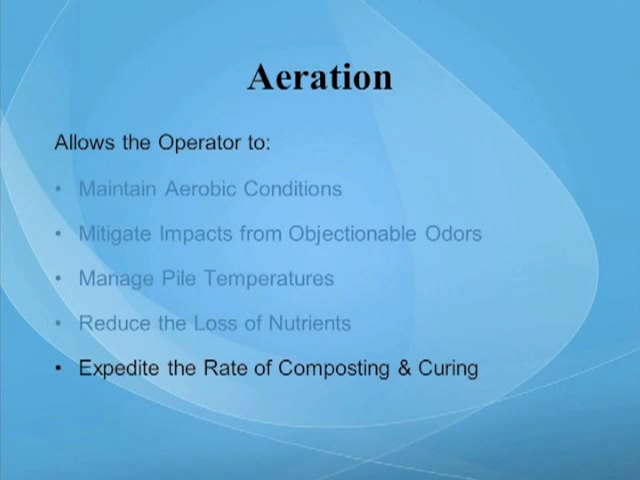 Aeration
Allows the Operator to:
• Maintain Aerobic Conditions
• Mitigate Impacts from Objectionable Odors
• Manage Pile Temperatures
• Reduce the Loss of Nutrients
• Expedite the Rate of Composting & Curing